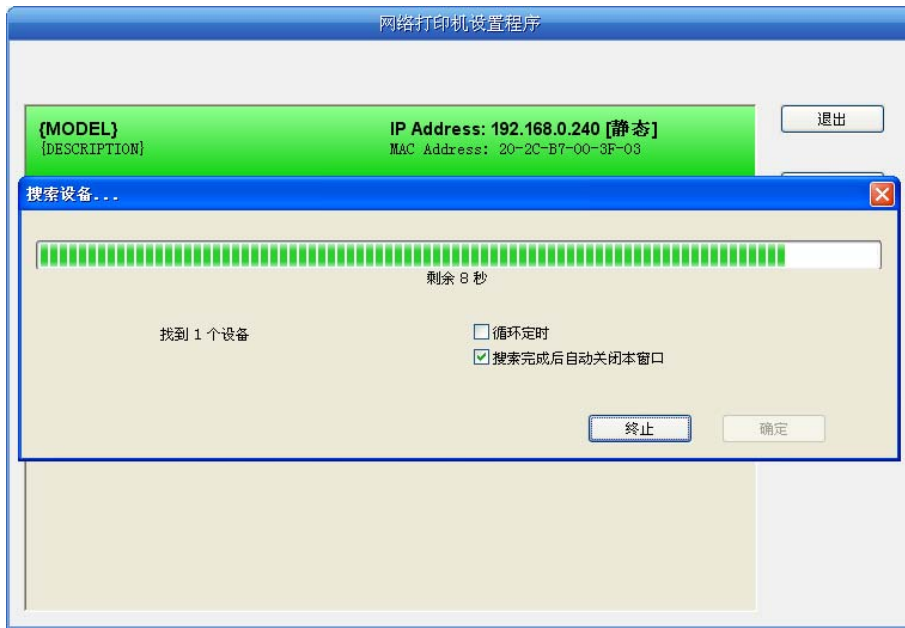 网络打印机设置程序
{MODEL}
IP Address: 192.168.0.240 [静态]
退出
{DESCRIPTION}
MAC Address: 20-2C-B7-00-3F-03
搜索设备...
剩余 8 秒
找到 1 个设备
循环定时
搜索完成后自动关闭本窗口
终止
确定